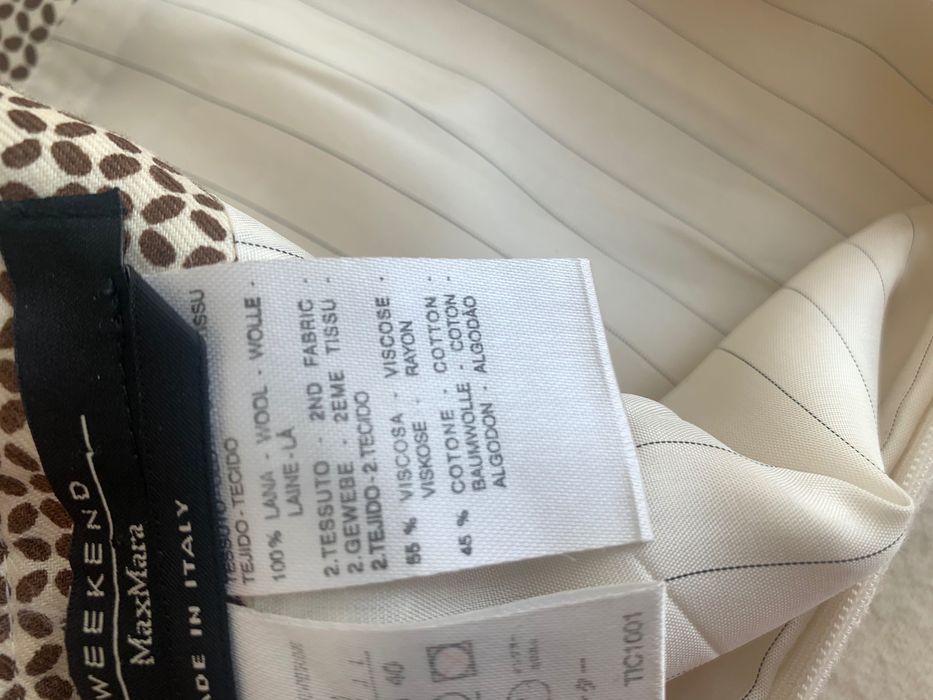 WEEKEND
MaxMara
MADE IN ITALY
TEJIDO-TECIDO
100% LANA - WOOL - WOLLE -
LAINE-LÃ
2.TESSUTO - 2ND FABRIC -
2.GEWEBE - 2EME TISSU -
2.TEJIDO-2.TECIDO
55 % VISCOSA - VISCOSE -
VISKOSE - RAYON
45 % COTONE - COTTON -
BAUMWOLLE - COTON -
ALGODON - ALGODÃO
40
TIC1001